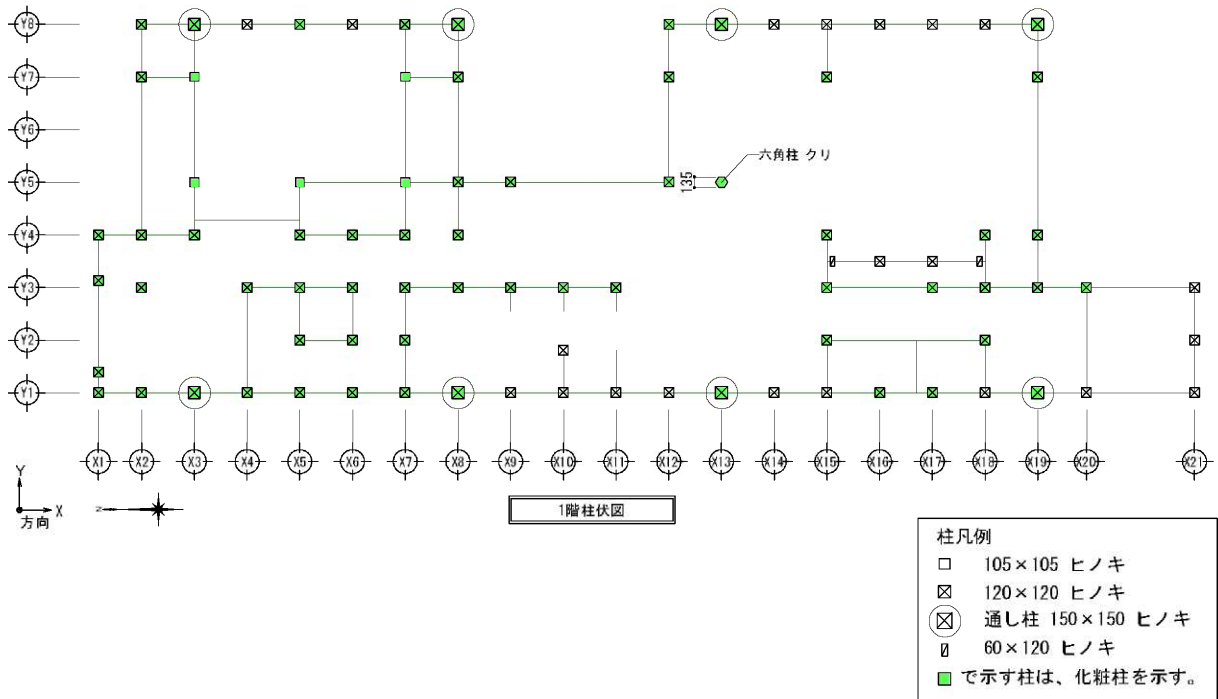 Y8
Y7
Y6
Y5
Y4
Y3
Y2
Y1
六角柱 クリ
135
X1 X2 X3 X4 X5 X6 X7 X8 X9 X10 X11 X12 X13 X14 X15 X16 X17 X18 X19 X20 X21
Y
X
方向
Z
1階柱伏図
柱凡例
105×105 ヒノキ
120×120 ヒノキ
通し柱 150×150 ヒノキ
60×120 ヒノキ
で示す柱は、化粧柱を示す。